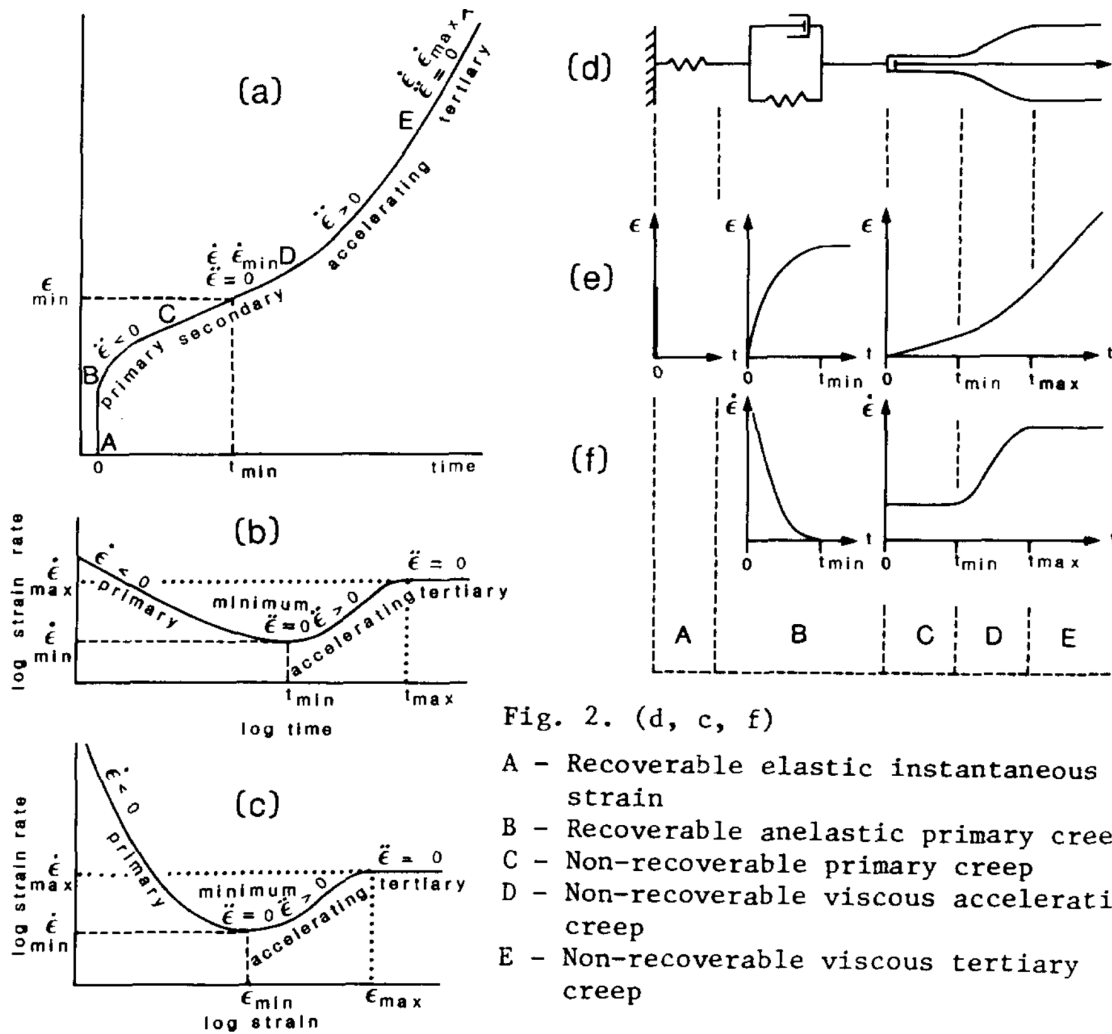 (a)
A
B
C
D
E
ε̈ < 0
primary secondary
ε̇ ε̇min
ε̈ = 0
ε̈ > 0
accelerating
ε̇ ε̇max
ε̈ = 0
tertiary
ε
min
0
tmin
time
(b)
log strain rate
ε̇
max
ε̇
min
ε̇ < 0
primary
minimum
ε̈ = 0
ε̈ > 0
accelerating
ε̈ = 0
tertiary
tmin
tmax
log time
(c)
log strain rate
ε̇
max
ε̇
min
ε̇ < 0
primary
minimum
ε̈ = 0
ε̈ > 0
accelerating
ε̈ = 0
tertiary
εmin
εmax
log strain
(d)
(e)
ε
ε
ε
0
t
0
tmin
t
0
tmin
tmax
t
(f)
ε̇
ε̇
0
tmin
t
0
tmin
tmax
t
A
B
C
D
E
Fig. 2. (d, c, f)
A - Recoverable elastic instantaneous
strain
B - Recoverable anelastic primary cree
C - Non-recoverable primary creep
D - Non-recoverable viscous accelerati
creep
E - Non-recoverable viscous tertiary
creep